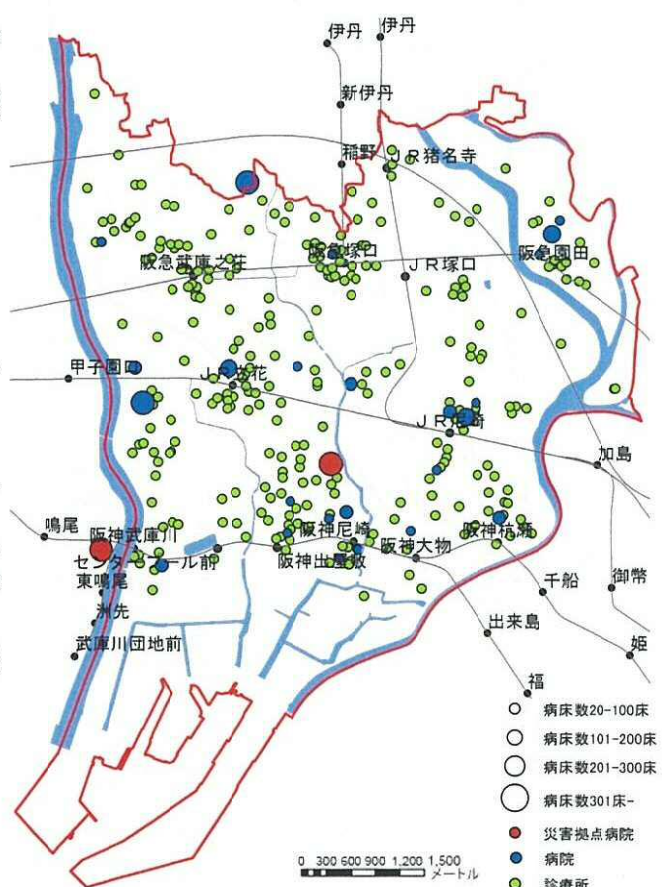 伊丹
伊丹
新伊丹
稲野
JR猪名寺
阪急武庫之荘
阪急塚口
JR塚口
阪急園田
甲子園口
JR立花
JR尼崎
加島
鳴尾
阪神武庫川
センタープール前
阪神出屋敷
阪神尼崎
阪神大物
阪神杭瀬
東鳴尾
洲先
武庫川団地前
千船
御幣
出来島
姫
福
病床数20-100床
病床数101-200床
病床数201-300床
病床数301床-
災害拠点病院
病院
診療所
0 300 600 900 1,200 1,500
メートル